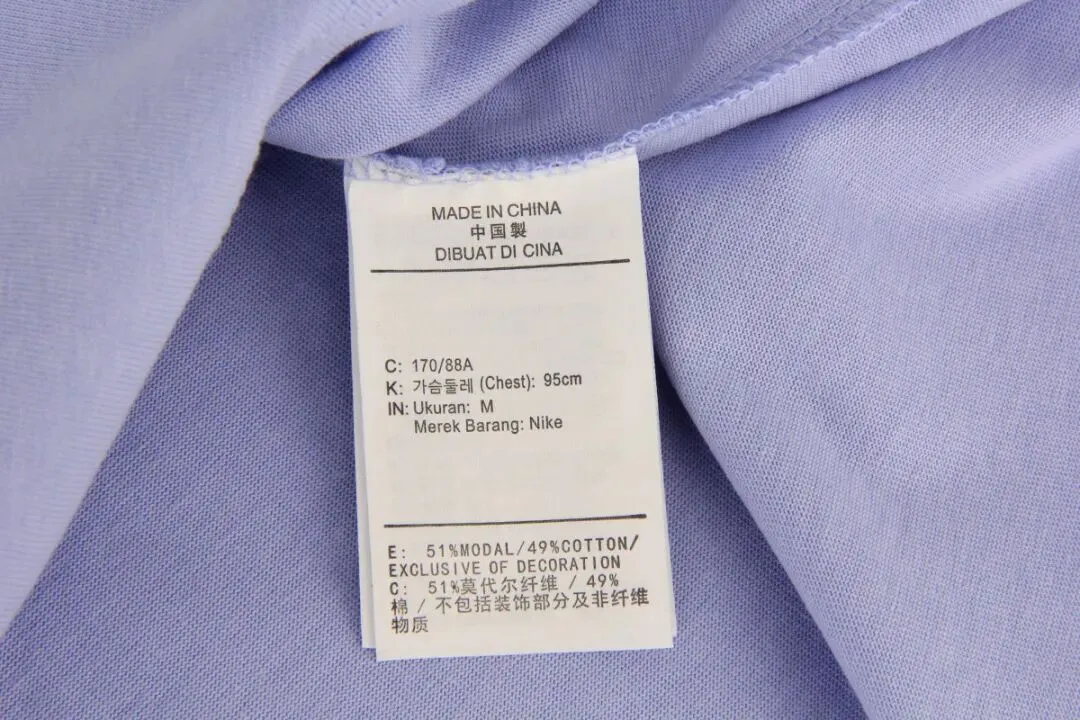 MADE IN CHINA
中国製
DIBUAT DI CINA
C: 170/88A
K: 가슴둘레 (Chest): 95cm
IN: Ukuran: M
Merek Barang: Nike
E: 51%MODAL/49%COTTON/
EXCLUSIVE OF DECORATION
C: 51%莫代尔纤维 / 49%
棉 / 不包括装饰部分及非纤维
物质